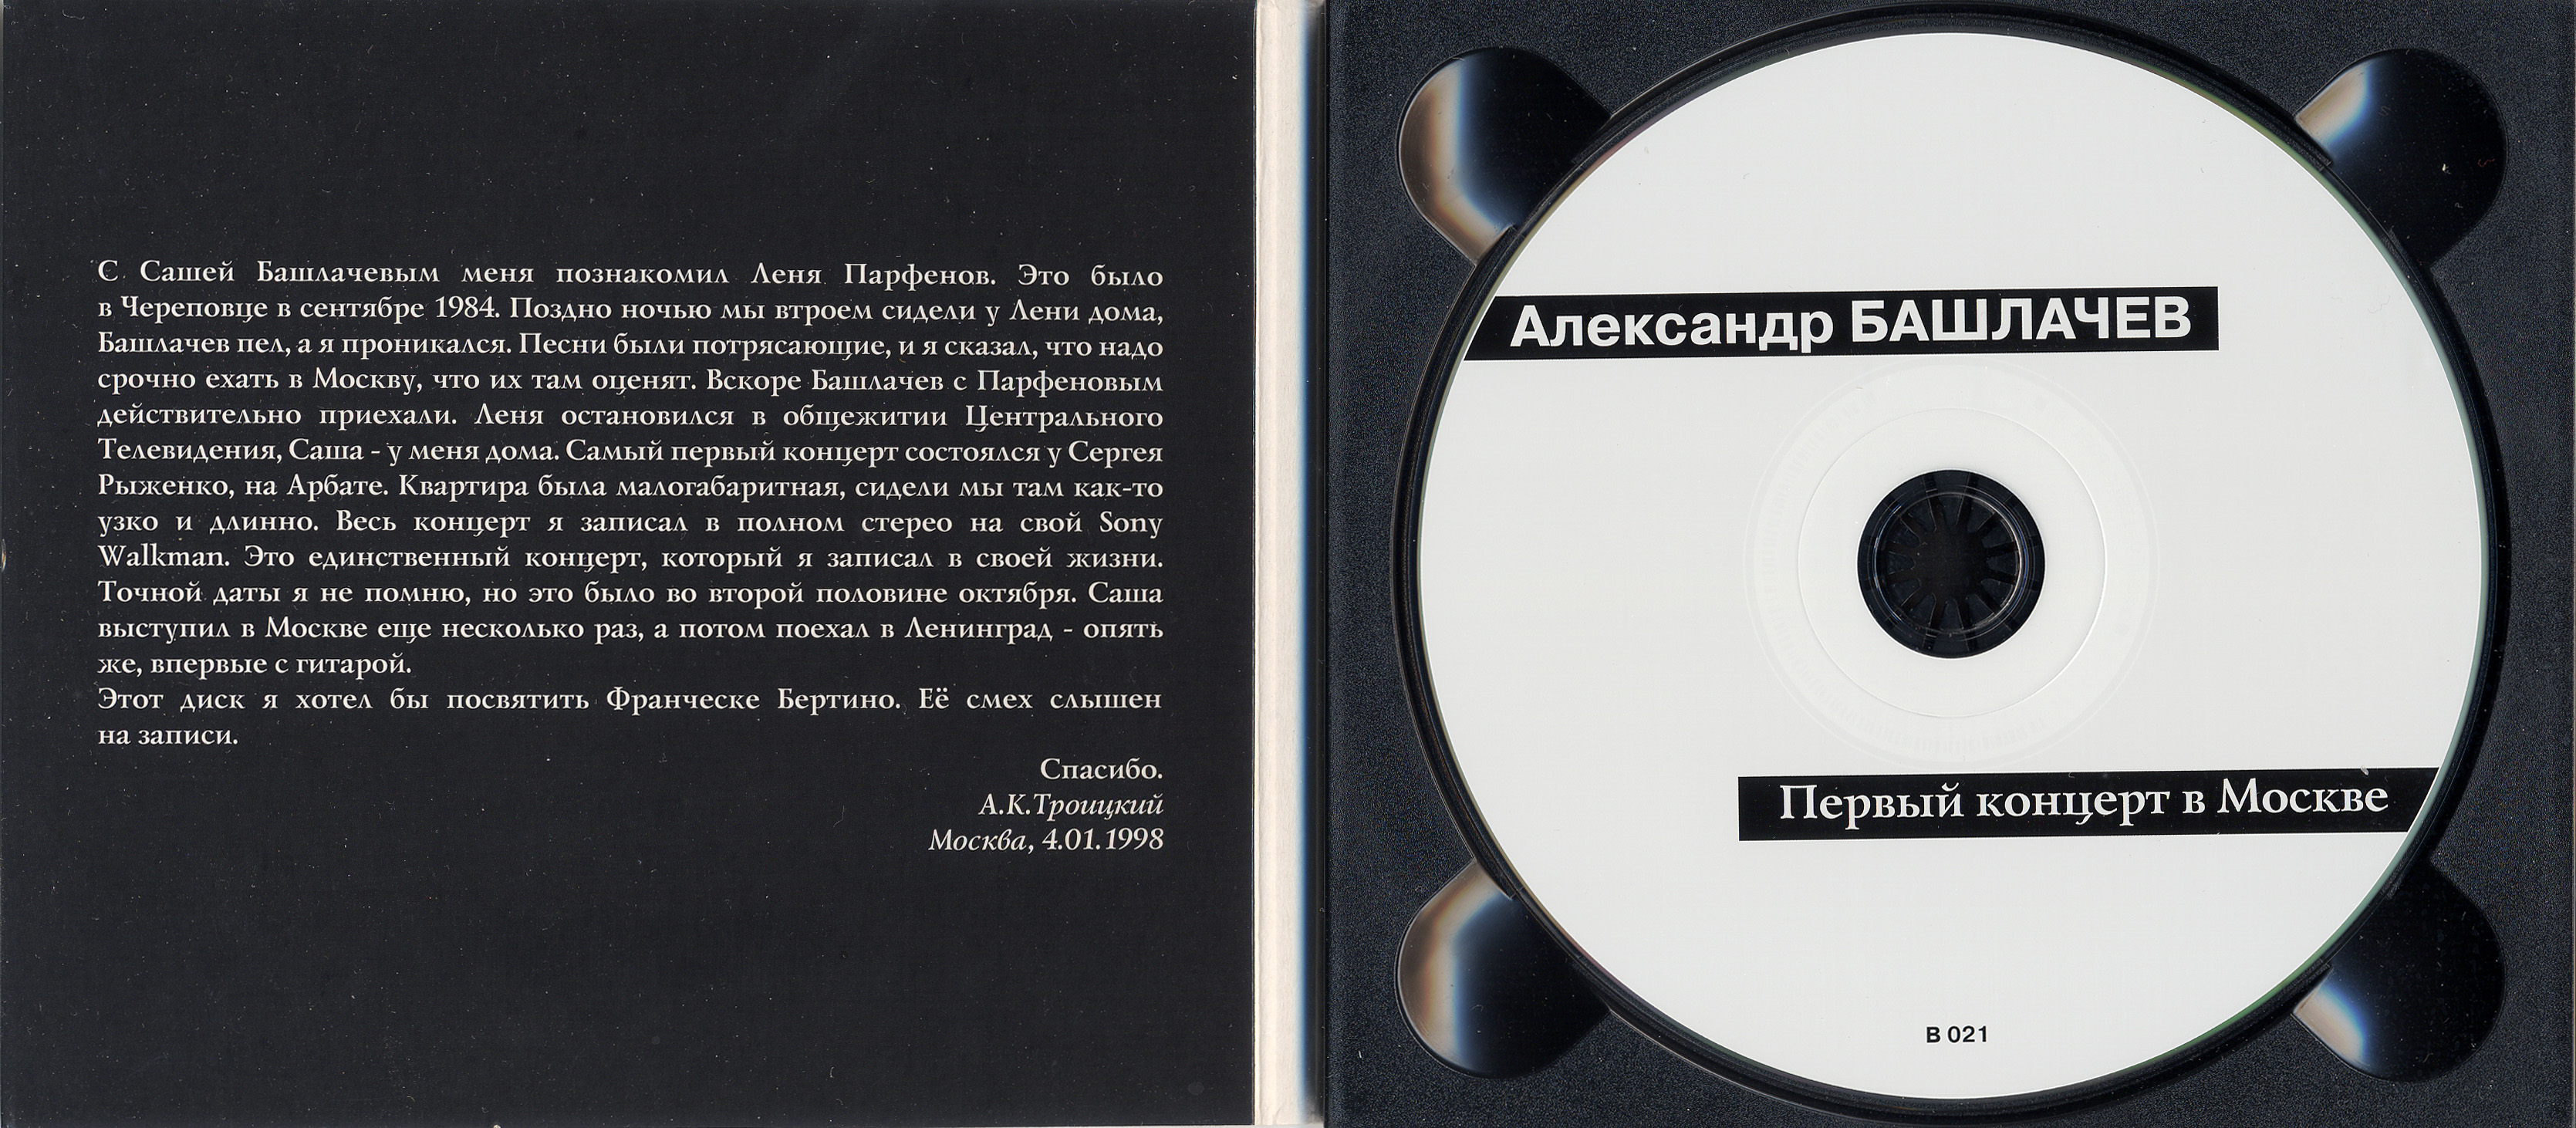 С Сашей Башлачевым меня познакомил Леня Парфенов. Это было
в Череповце в сентябре 1984. Поздно ночью мы втроем сидели у Лени дома,
Башлачев пел, а я проникался. Песни были потрясающие, и я сказал, что надо
срочно ехать в Москву, что их там оценят. Вскоре Башлачев с Парфеновым
действительно приехали. Леня остановился в общежитии Центрального
Телевидения, Саша - у меня дома. Самый первый концерт состоялся у Сергея
Рыженко, на Арбате. Квартира была малогабаритная, сидели мы там как-то
узко и длинно. Весь концерт я записал в полном стерео на свой Sony
Walkman. Это единственный концерт, который я записал в своей жизни.
Точной даты я не помню, но это было во второй половине октября. Саша
выступил в Москве еще несколько раз, а потом поехал в Ленинград - опять
же, впервые с гитарой.
Этот диск я хотел бы посвятить Франческе Бертино. Её смех слышен
на записи.
Спасибо.
А.К.Троицкий
Москва, 4.01.1998
Александр БАШЛАЧЕВ
Первый концерт в Москве
В 021